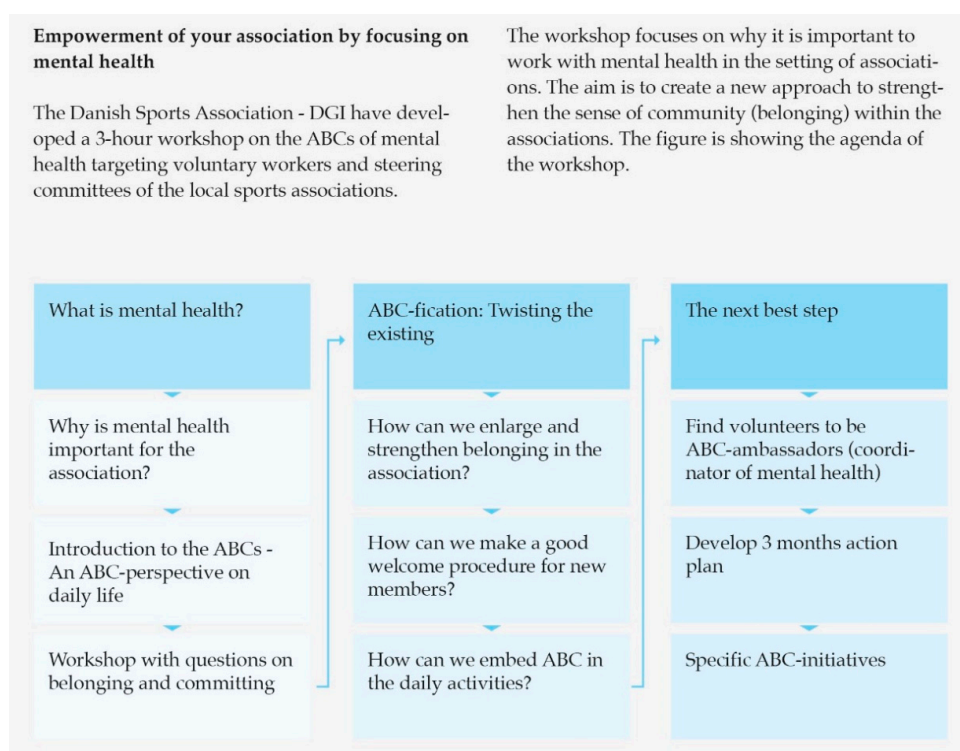 Empowerment of your association by focusing on
mental health
The Danish Sports Association - DGI have devel-
oped a 3-hour workshop on the ABCs of mental
health targeting voluntary workers and steering
committees of the local sports associations.
The workshop focuses on why it is important to
work with mental health in the setting of associati-
ons. The aim is to create a new approach to strengt-
hen the sense of community (belonging) within the
associations. The figure is showing the agenda of
the workshop.
What is mental health?
Why is mental health
important for the
association?
Introduction to the ABCs -
An ABC-perspective on
daily life
Workshop with questions on
belonging and committing
ABC-fication: Twisting the
existing
How can we enlarge and
strengthen belonging in the
association?
How can we make a good
welcome procedure for new
members?
How can we embed ABC in
the daily activities?
The next best step
Find volunteers to be
ABC-ambassadors (coordi-
nator of mental health)
Develop 3 months action
plan
Specific ABC-initiatives